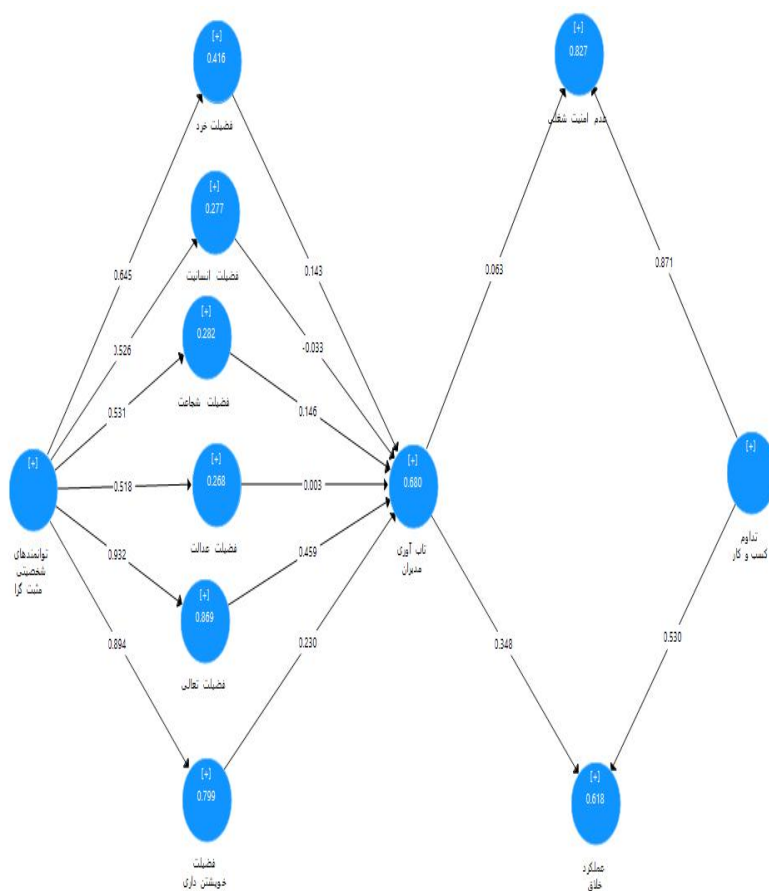 [+]
0.416
فضیلت خرد
[+]
0.827
عدم امنیت شغلی
[+]
0.277
فضیلت انسانیت
0.645
0.143
0.063
0.871
[+]
0.282
فضیلت شجاعت
0.526
-0.033
0.531
0.146
[+]
توانمندهای
شخصیتی
مثبت گرا
0.518
[+]
0.268
فضیلت عدالت
0.003
[+]
0.680
تاب آوری
مدیران
[+]
تداوم
کسب و کار
0.932
0.459
[+]
0.869
فضیلت تعالی
0.894
0.230
0.348
0.530
[+]
0.799
فضیلت
خویشتن داری
[+]
0.618
عملکرد
خلاق